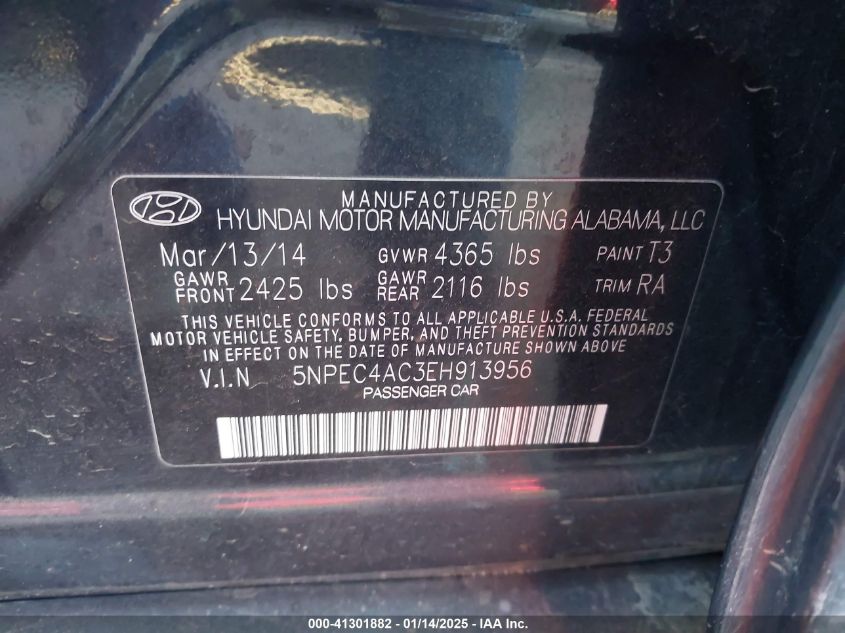 MANUFACTURED BY
HYUNDAI MOTOR MANUFACTURING ALABAMA, LLC
Mar/13/14 GVWR 4365 lbs PAINT T3
GAWR FRONT 2425 lbs GAWR REAR 2116 lbs TRIM RA
THIS VEHICLE CONFORMS TO ALL APPLICABLE U.S.A. FEDERAL
MOTOR VEHICLE SAFETY, BUMPER, AND THEFT PREVENTION STANDARDS
IN EFFECT ON THE DATE OF MANUFACTURE SHOWN ABOVE
V.I.N 5NPEC4AC3EH913956
PASSENGER CAR
000-41301882 - 01/14/2025 - IAA Inc.